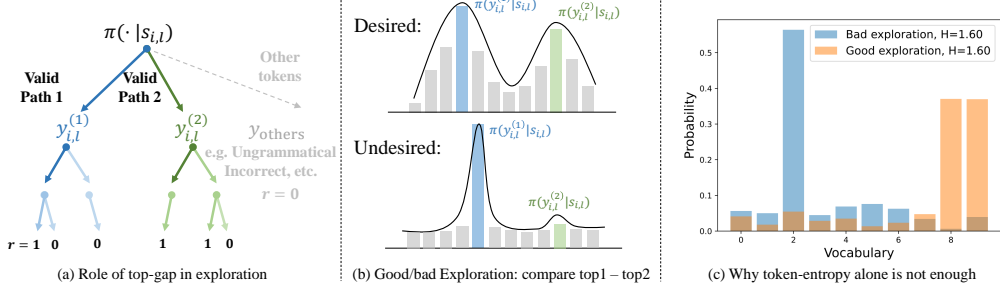 π(· |s_{i,l})
Valid
Path 1
Valid
Path 2
Other
tokens
y_{i,l}^{(1)}
y_{i,l}^{(2)}
y_{others}
e.g. Ungrammatical
Incorrect, etc.
r = 0
r = 1 0 0 1 1 0
(a) Role of top-gap in exploration
Desired:
π(y_{i,l}^{(1)}|s_{i,l})
π(y_{i,l}^{(2)}|s_{i,l})
Undesired:
π(y_{i,l}^{(1)}|s_{i,l})
π(y_{i,l}^{(2)}|s_{i,l})
(b) Good/bad Exploration: compare top1 – top2
Bad exploration, H=1.60
Good exploration, H=1.60
Probability
0.5
0.4
0.3
0.2
0.1
0.0
0 2 4 6 8
Vocabulary
(c) Why token-entropy alone is not enough